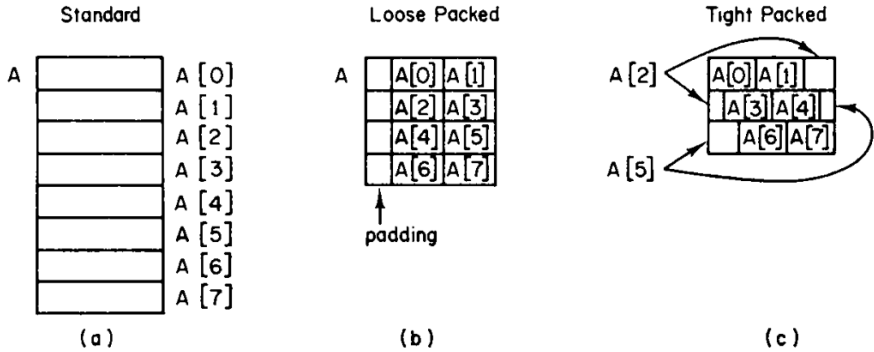 Standard
A
A [0]
A [1]
A [2]
A [3]
A [4]
A [5]
A [6]
A [7]
(a)
Loose Packed
A
A[0] A[1]
A[2] A[3]
A[4] A[5]
A[6] A[7]
padding
(b)
Tight Packed
A[2]
A[0] A[1]
A[3] A[4]
A[6] A[7]
A[5]
(c)